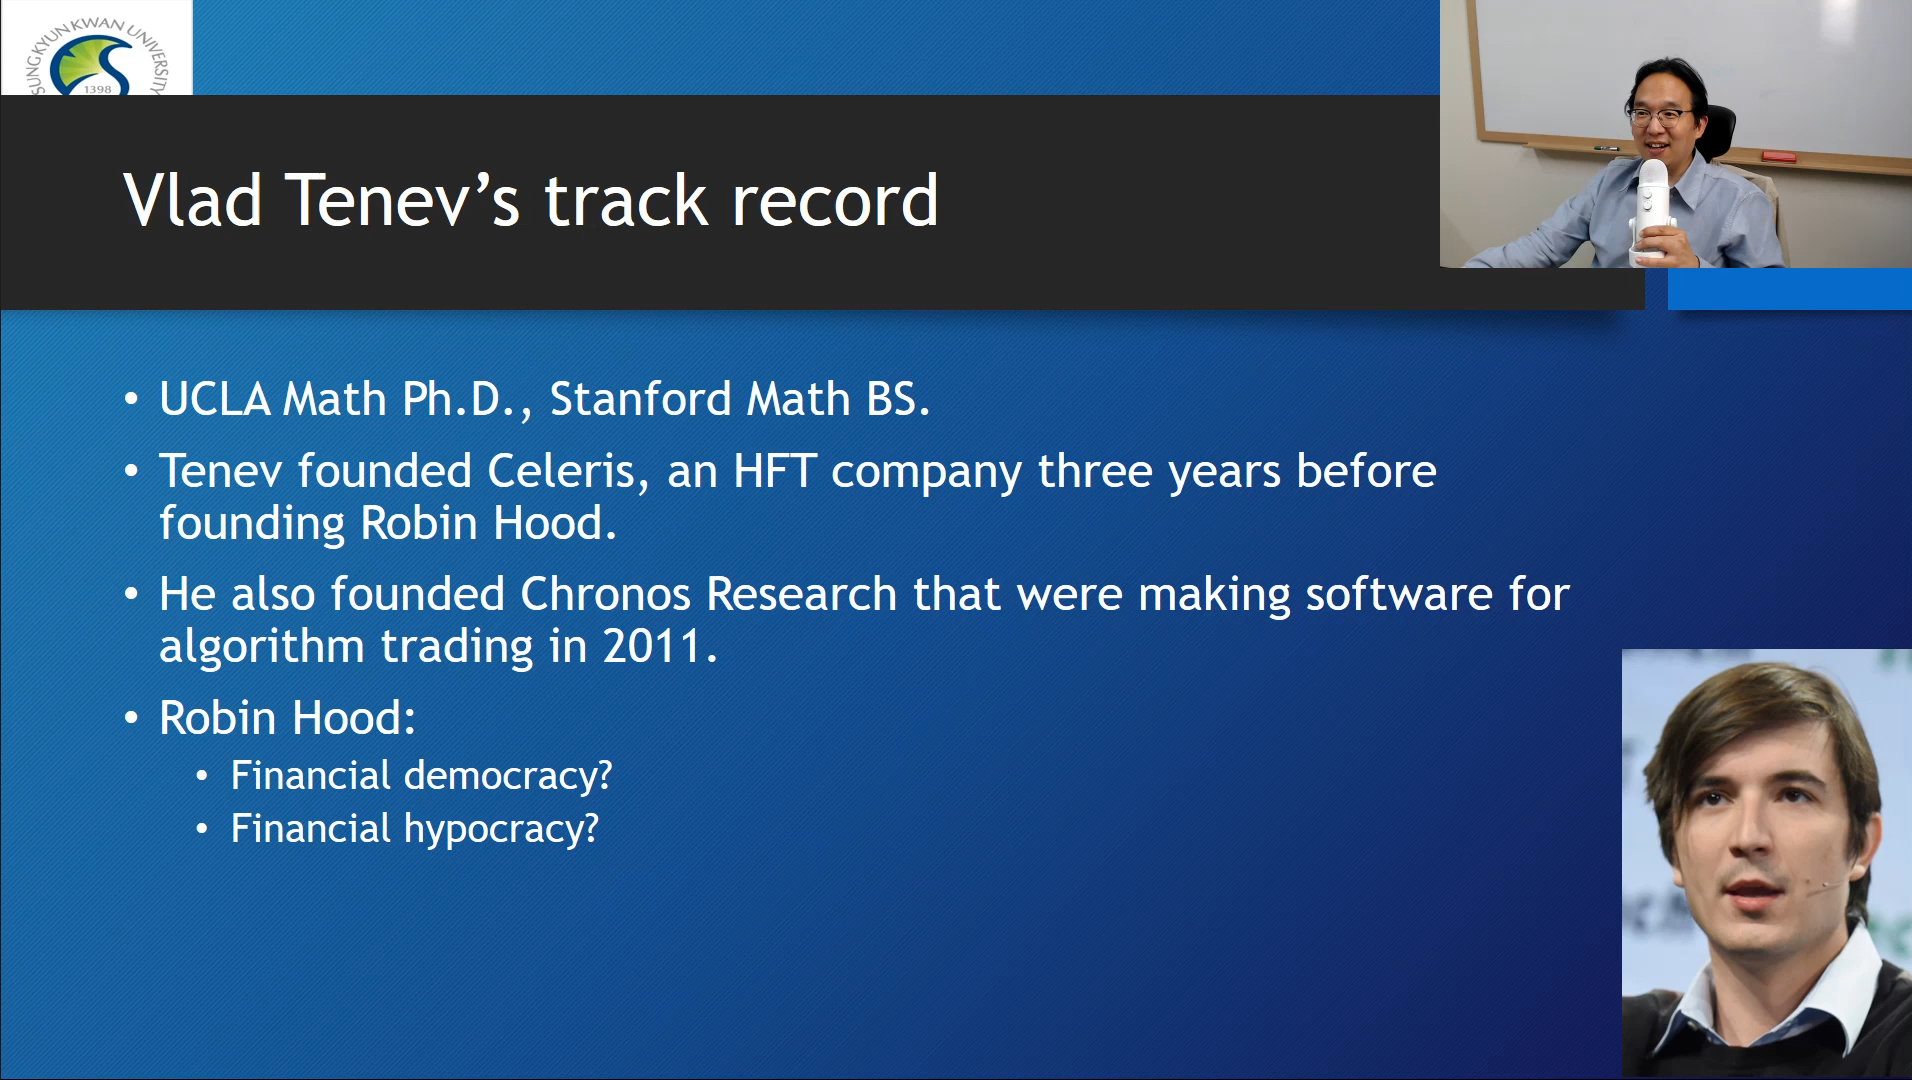 SUNGKYUNKWAN UNIVERSITY
1398
Vlad Tenev’s track record
• UCLA Math Ph.D., Stanford Math BS.
• Tenev founded Celeris, an HFT company three years before
founding Robin Hood.
• He also founded Chronos Research that were making software for
algorithm trading in 2011.
• Robin Hood:
• Financial democracy?
• Financial hypocracy?